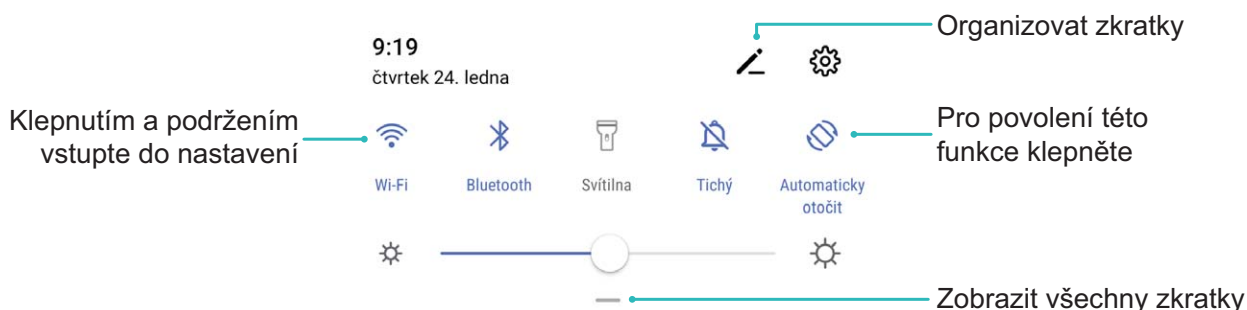 Organizovat zkratky
9:19
čtvrtek 24. ledna
Klepnutím a podržením
vstupte do nastavení
Pro povolení této
funkce klepněte
Wi-Fi
Bluetooth
Svítilna
Tichý
Automaticky
otočit
Zobrazit všechny zkratky